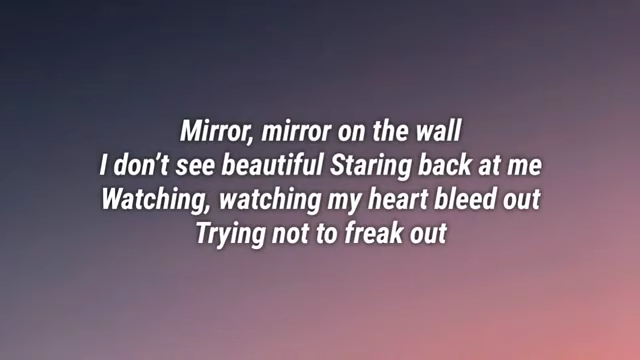 Mirror, mirror on the wall
I don’t see beautiful Staring back at me
Watching, watching my heart bleed out
Trying not to freak out